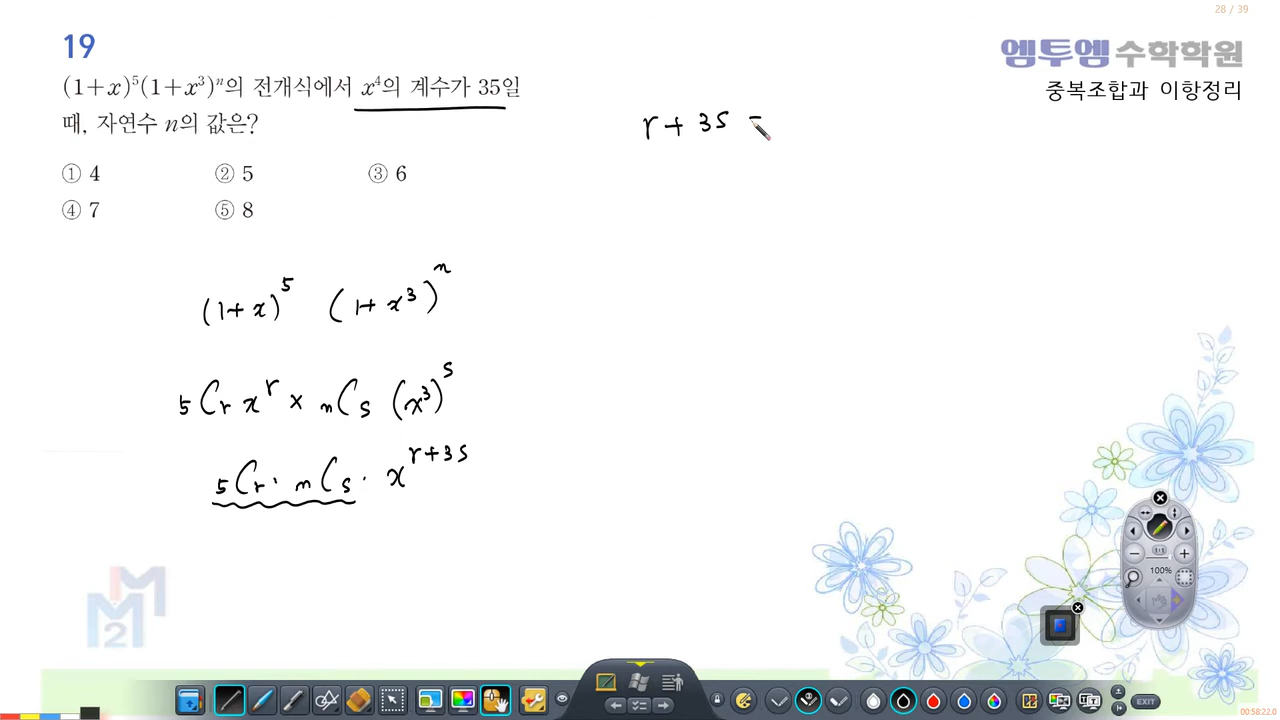 28 / 39
19
엠투엠 수학학원
중복조합과 이항정리
(1+x)⁵(1+x³)ⁿ의 전개식에서 x⁴의 계수가 35일
때, 자연수 n의 값은?
① 4 ② 5 ③ 6
④ 7 ⑤ 8
r + 3s =
(1+x)⁵ (1+x³)ⁿ
₅Cᵣ xʳ × ₙCₛ (x³)ˢ
₅Cᵣ · ₙCₛ · x^(r+3s)
1:1
100%
M2M
EXIT
00:58:22.0